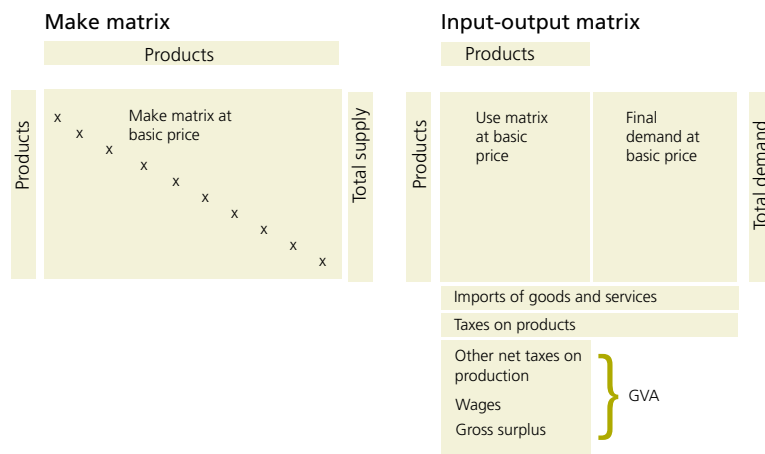 Make matrix
Products
Products
Make matrix at
basic price
x
x
x
x
x
x
x
x
x
x
Total supply
Input-output matrix
Products
Products
Use matrix
at basic
price
Final
demand at
basic price
Total demand
Imports of goods and services
Taxes on products
Other net taxes on
production
Wages
Gross surplus
GVA